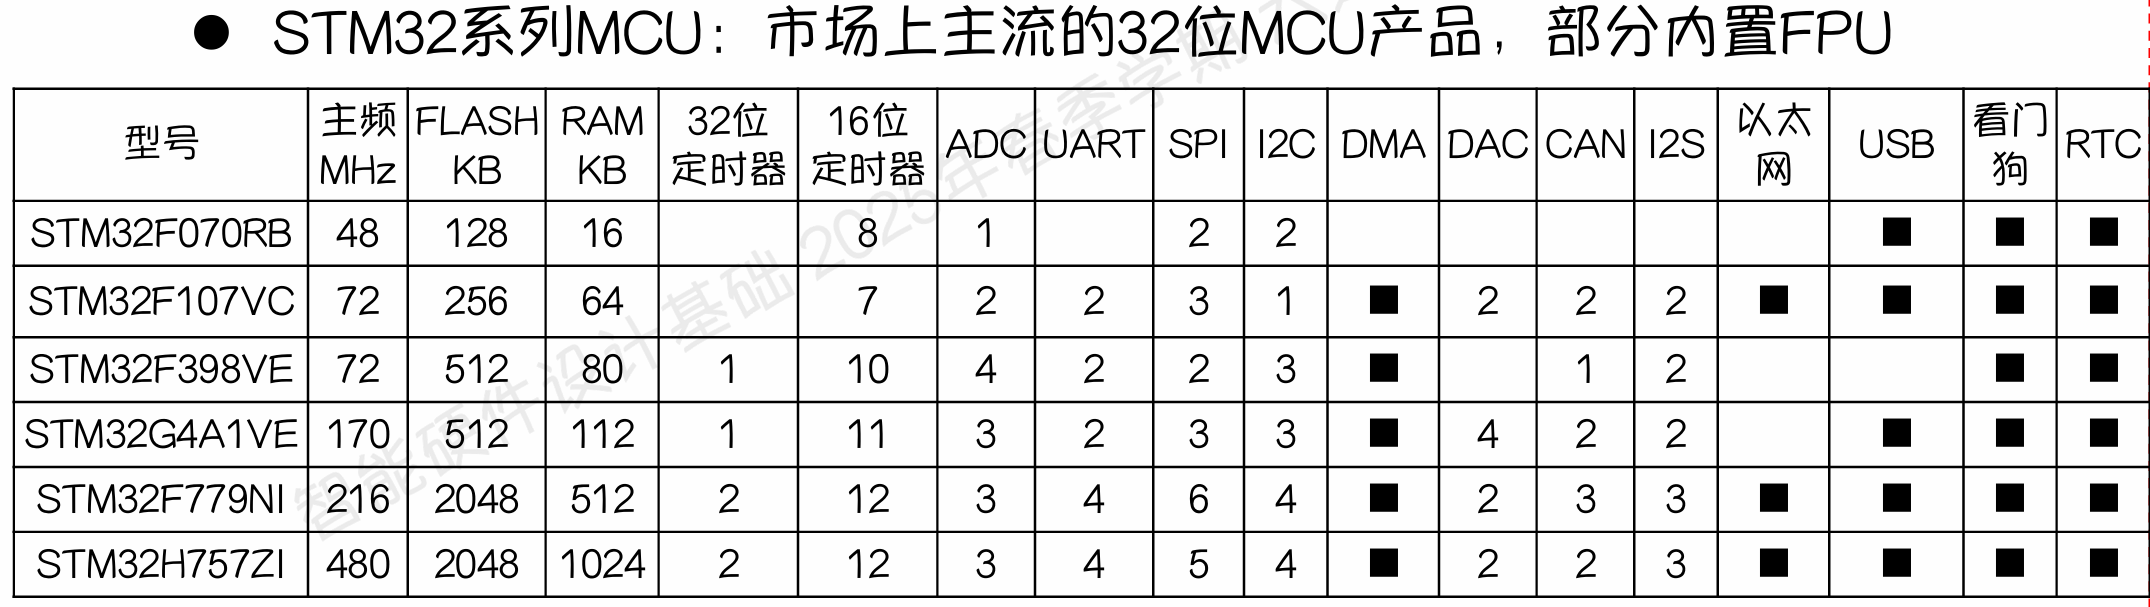 ● STM32系列MCU：市场上主流的32位MCU产品，部分内置FPU
型号 主频MHz FLASH KB RAM KB 32位定时器 16位定时器 ADC UART SPI I2C DMA DAC CAN I2S 以太网 USB 看门狗 RTC
STM32F070RB 48 128 16 8 1 2 2 ■ ■ ■
STM32F107VC 72 256 64 7 2 2 3 1 ■ 2 2 2 ■ ■ ■ ■
STM32F398VE 72 512 80 1 10 4 2 2 3 ■ 1 2 ■ ■
STM32G4A1VE 170 512 112 1 11 3 2 3 3 ■ 4 2 2 ■ ■ ■
STM32F779NI 216 2048 512 2 12 3 4 6 4 ■ 2 3 3 ■ ■ ■ ■
STM32H757ZI 480 2048 1024 2 12 3 4 5 4 ■ 2 2 3 ■ ■ ■ ■
智能硬件设计基础 2025年春季学期